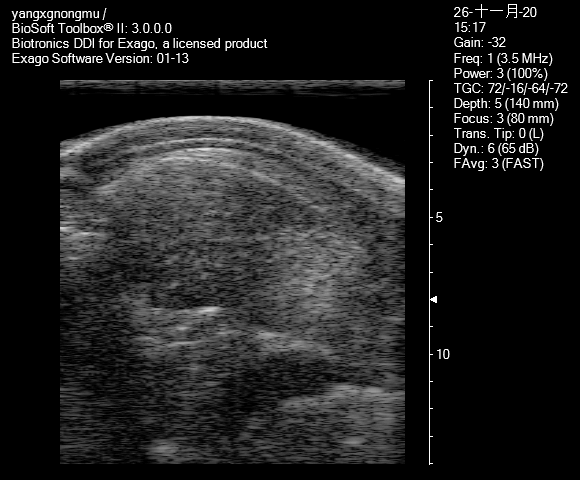 yangxgnongmu /
BioSoft Toolbox® II: 3.0.0.0
Biotronics DDI for Exago, a licensed product
Exago Software Version: 01-13
26-十一月-20
15:17
Gain: -32
Freq: 1 (3.5 MHz)
Power: 3 (100%)
TGC: 72/-16/-64/-72
Depth: 5 (140 mm)
Focus: 3 (80 mm)
Trans. Tip: 0 (L)
Dyn.: 6 (65 dB)
FAvg: 3 (FAST)
5
10